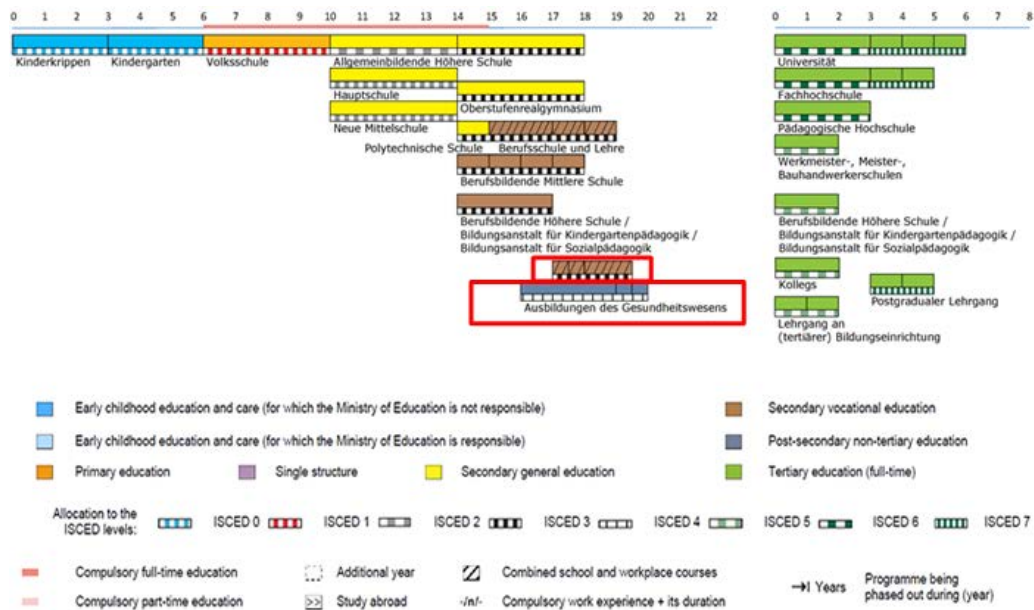 0 1 2 3 4 5 6 7 8 9 10 11 12 13 14 15 16 17 18 19 20 21 22
0 1 2 3 4 5 6 7 8
Kinderkrippen Kindergarten Volksschule Allgemeinbildende Höhere Schule
Hauptschule
Oberstufenrealgymnasium
Neue Mittelschule
Polytechnische Schule Berufsschule und Lehre
Berufsbildende Mittlere Schule
Berufsbildende Höhere Schule /
Bildungsanstalt für Kindergartenpädagogik /
Bildungsanstalt für Sozialpädagogik
Ausbildungen des Gesundheitswesens
Universität
Fachhochschule
Pädagogische Hochschule
Werkmeister-, Meister-,
Bauhandwerkerschulen
Berufsbildende Höhere Schule /
Bildungsanstalt für Kindergartenpädagogik /
Bildungsanstalt für Sozialpädagogik
Kollegs
Postgradualer Lehrgang
Lehrgang an
(tertiärer) Bildungseinrichtung
Early childhood education and care (for which the Ministry of Education is not responsible)
Secondary vocational education
Early childhood education and care (for which the Ministry of Education is responsible)
Post-secondary non-tertiary education
Primary education Single structure Secondary general education Tertiary education (full-time)
Allocation to the
ISCED levels: ISCED 0 ISCED 1 ISCED 2 ISCED 3 ISCED 4 ISCED 5 ISCED 6 ISCED 7
Compulsory full-time education Additional year Combined school and workplace courses
Compulsory part-time education >> Study abroad -/n/- Compulsory work experience + its duration
Years Programme being
phased out during (year)